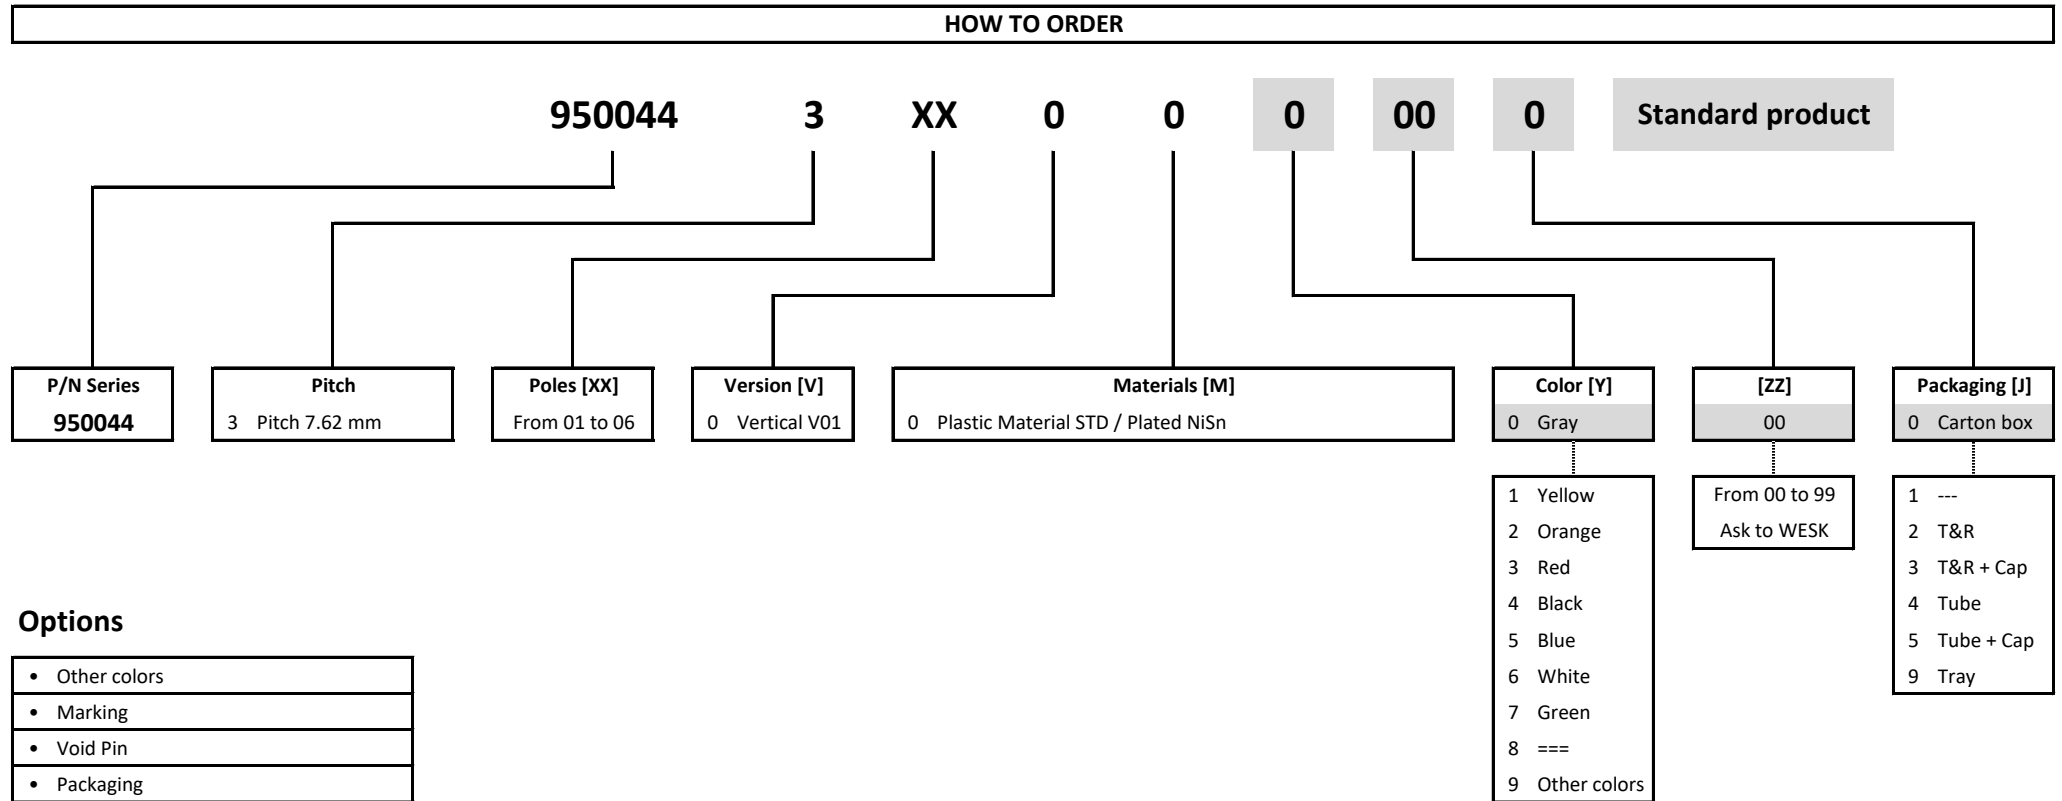 HOW TO ORDER
950044 3 XX 0 0 0 00 0 Standard product
P/N Series
950044
Pitch
3 Pitch 7.62 mm
Poles [XX]
From 01 to 06
Version [V]
0 Vertical V01
Materials [M]
0 Plastic Material STD / Plated NiSn
Color [Y]
0 Gray
1 Yellow
2 Orange
3 Red
4 Black
5 Blue
6 White
7 Green
8 ===
9 Other colors
[ZZ]
00
From 00 to 99
Ask to WESK
Packaging [J]
0 Carton box
1 ---
2 T&R
3 T&R + Cap
4 Tube
5 Tube + Cap
9 Tray
Options
• Other colors
• Marking
• Void Pin
• Packaging